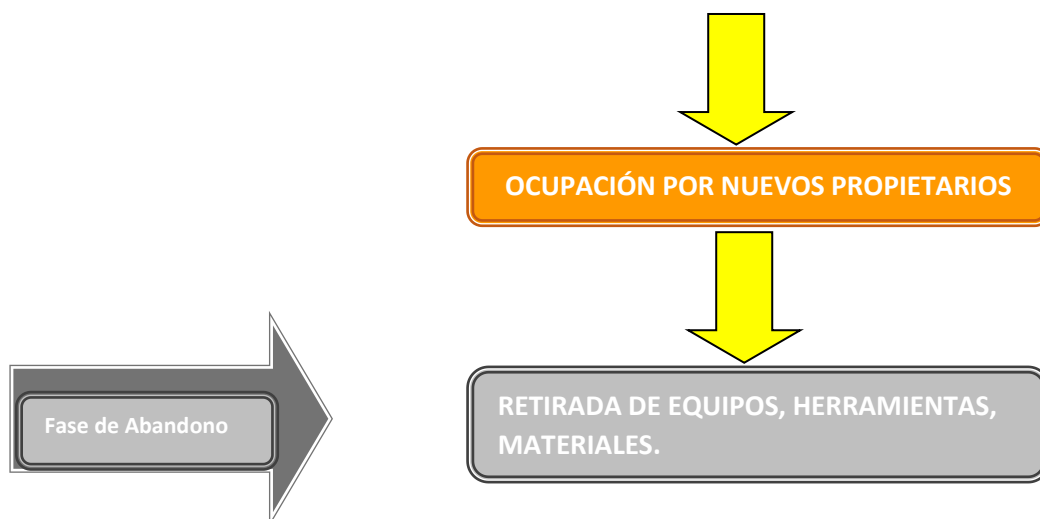 OCUPACIÓN POR NUEVOS PROPIETARIOS
Fase de Abandono
RETIRADA DE EQUIPOS, HERRAMIENTAS,
MATERIALES.